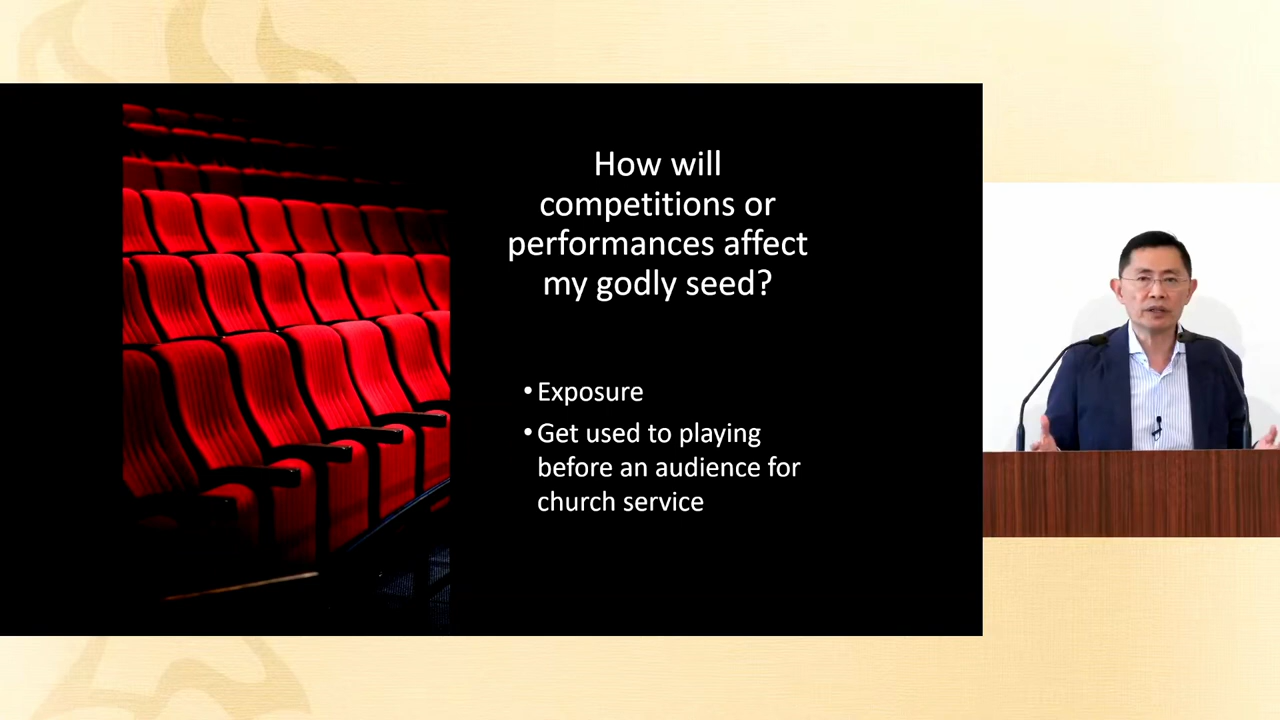 How will
competitions or
performances affect
my godly seed?
• Exposure
• Get used to playing
before an audience for
church service